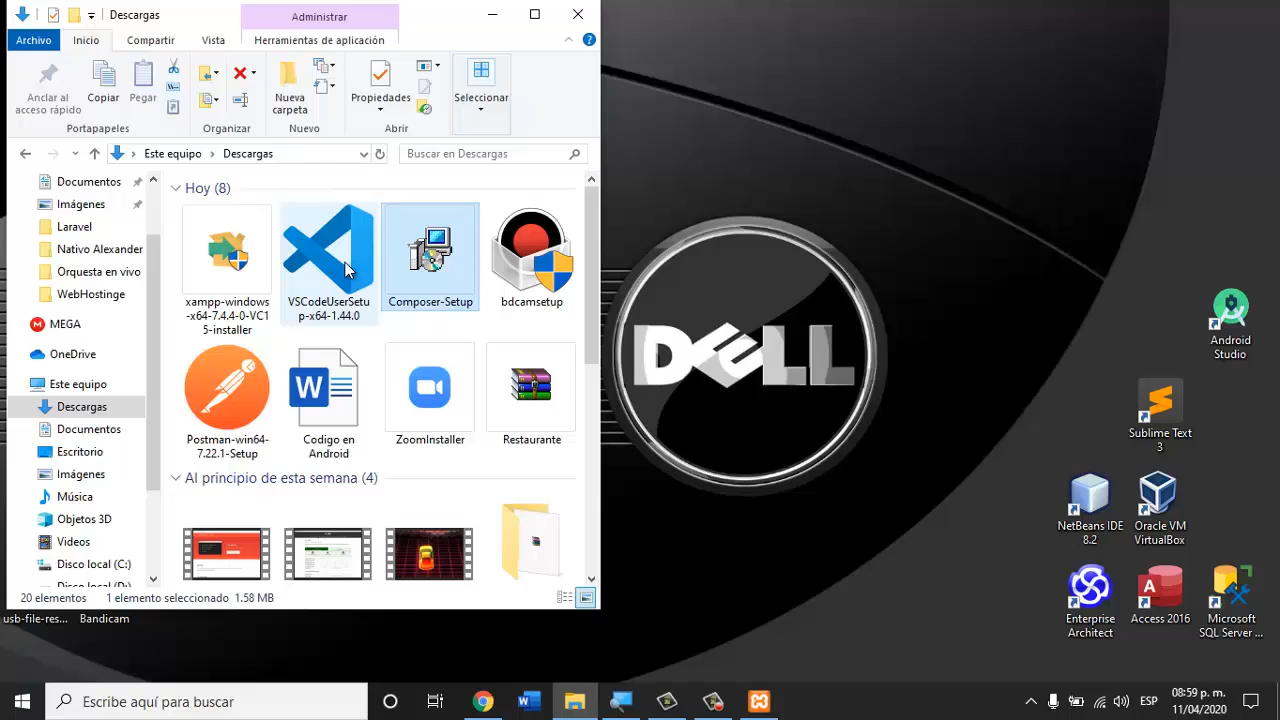 Descargas
Administrar
Archivo
Inicio
Compartir
Vista
Herramientas de aplicación
Anclar al
acceso rápido
Copiar
Pegar
Nueva
carpeta
Propiedades
Seleccionar
Portapapeles
Organizar
Nuevo
Abrir
Este equipo
Descargas
Buscar en Descargas
Documentos
Imágenes
Laravel
Nativo Alexander
Orquesta en vivo
WebHostinge
MEGA
OneDrive
Este equipo
Descargas
Documentos
Escritorio
Imágenes
Música
Objetos 3D
Videos
Disco local (C:)
Disco local (D:)
Hoy (8)
xampp-windows
-x64-7.4.4-0-VC1
5-installer
VSCodeUserSetu
p-x64-1.44.0
Composer-Setup
bdcamsetup
Postman-win64-
7.22.1-Setup
Codigo en
Android
ZoomInstaller
Restaurante
Al principio de esta semana (4)
20 elementos
1 elemento seleccionado 1.58 MB
usb-file-res...
Bandicam
DELL
Android
Studio
Sublime Text
3
NetBeans IDE
8.2
Oracle VM
VirtualBox
Enterprise
Architect
Access 2016
Microsoft
SQL Server ...
Escribe aquí para buscar
ESP
08:59 p. m.
11/04/2020